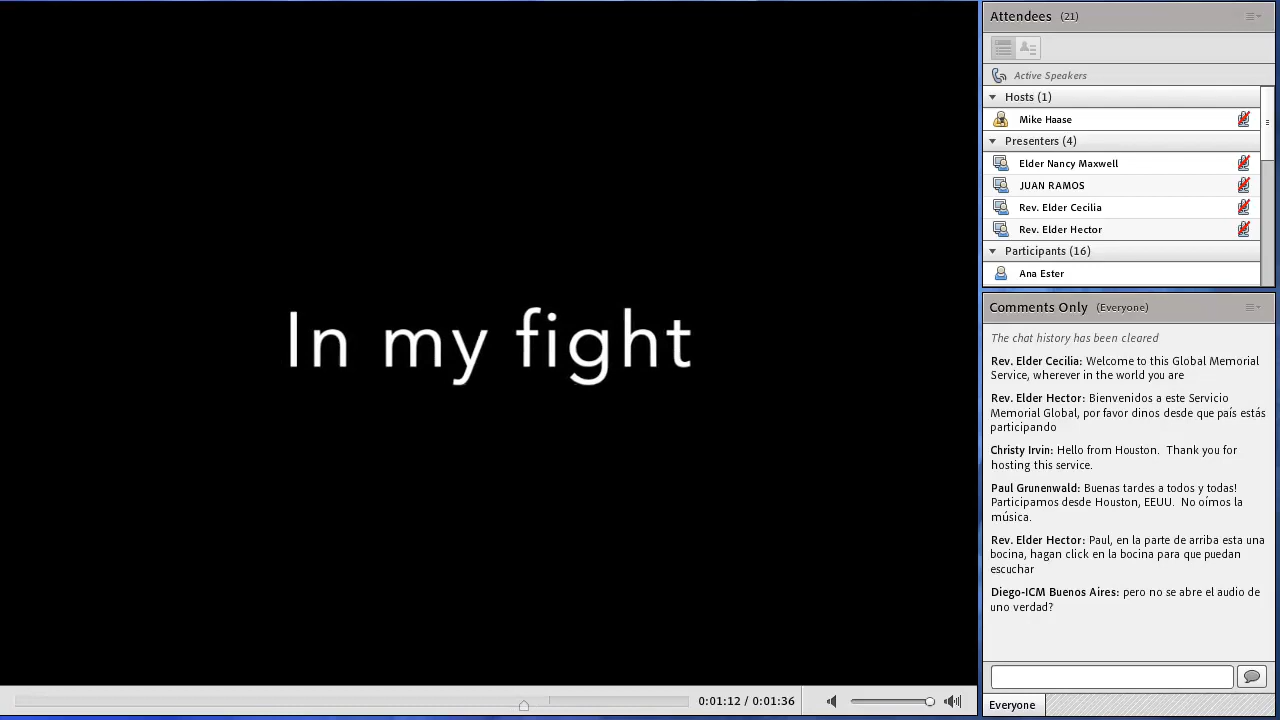 In my fight
0:01:12 / 0:01:36
Attendees (21)
Active Speakers
Hosts (1)
Mike Haase
Presenters (4)
Elder Nancy Maxwell
JUAN RAMOS
Rev. Elder Cecilia
Rev. Elder Hector
Participants (16)
Ana Ester
Comments Only (Everyone)
The chat history has been cleared
Rev. Elder Cecilia: Welcome to this Global Memorial
Service, wherever in the world you are
Rev. Elder Hector: Bienvenidos a este Servicio
Memorial Global, por favor dinos desde que país estás
participando
Christy Irvin: Hello from Houston. Thank you for
hosting this service.
Paul Grunenwald: Buenas tardes a todos y todas!
Participamos desde Houston, EEUU. No oímos la
música.
Rev. Elder Hector: Paul, en la parte de arriba esta una
bocina, hagan click en la bocina para que puedan
escuchar
Diego-ICM Buenos Aires: pero no se abre el audio de
uno verdad?
Everyone